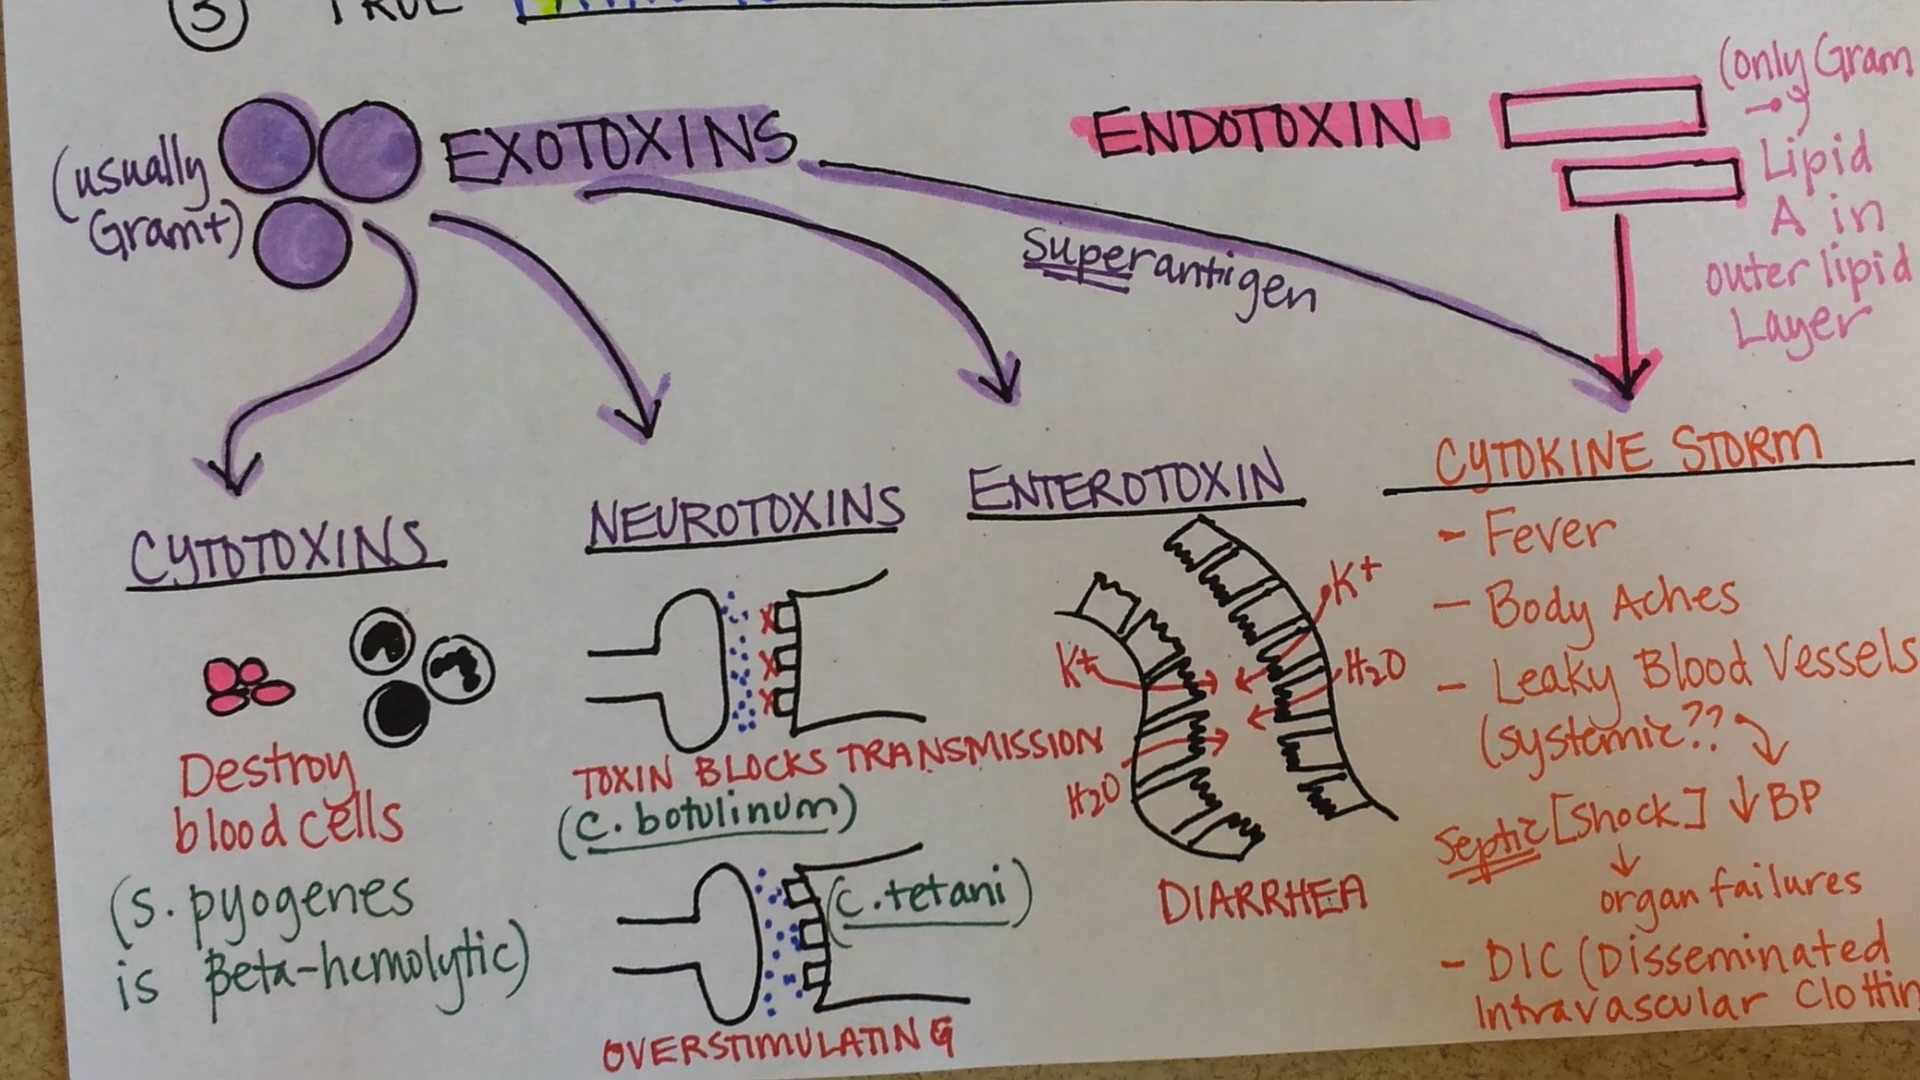 3 TRUE
EXOTOXINS
(usually
Gram+)
ENDOTOXIN
(only Gram
Lipid
A in
outer lipid
Layer
Superantigen
CYTOTOXINS
Destroy
blood cells
(S. pyogenes
is Beta-hemolytic)
NEUROTOXINS
X
X
X
TOXIN BLOCKS TRANSMISSION
(C. botulinum)
(C. tetani)
OVERSTIMULATING
ENTEROTOXIN
K+
H2O
K+
H2O
DIARRHEA
CYTOKINE STORM
- Fever
- Body Aches
- Leaky Blood Vessels
(systemic??
Septic [Shock] ↓ BP
organ failures
- DIC (Disseminated
Intravascular Clottin